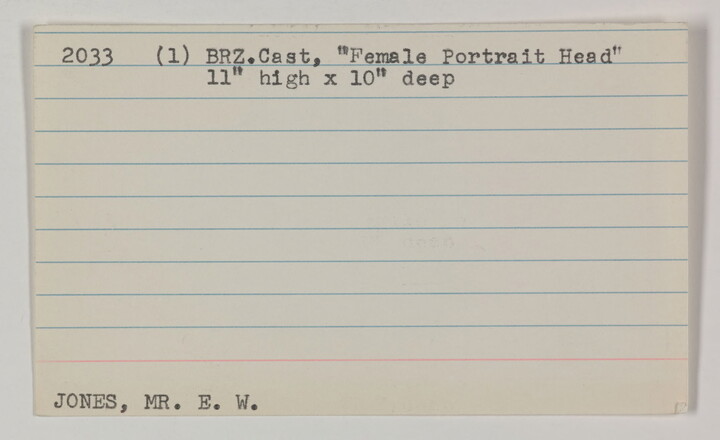 2033 (1) BRZ.Cast, "Female Portrait Head"
11" high x 10" deep
JONES, MR. E. W.